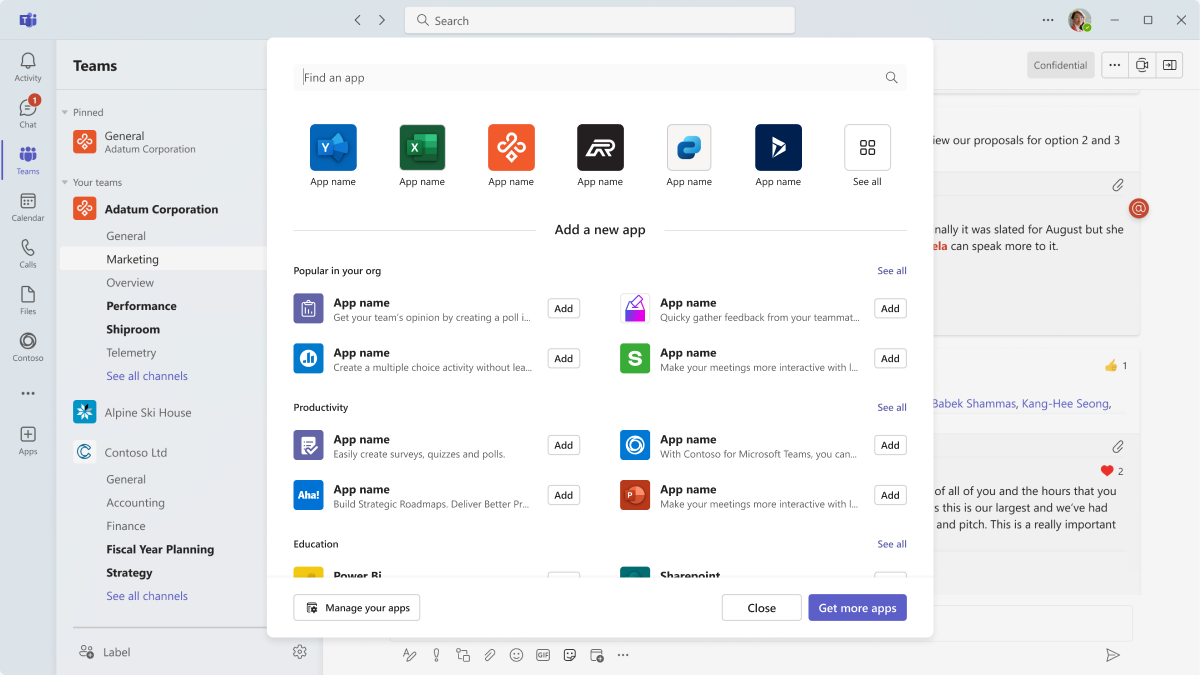 Search
Activity
Chat
1
Teams
Calendar
Calls
Files
Contoso
Apps
Teams
Pinned
General
Adatum Corporation
Your teams
Adatum Corporation
General
Marketing
Overview
Performance
Shiproom
Telemetry
See all channels
Alpine Ski House
Contoso Ltd
General
Accounting
Finance
Fiscal Year Planning
Strategy
See all channels
Label
Find an app
App name
App name
App name
App name
App name
App name
See all
Add a new app
Popular in your org
See all
App name
Get your team's opinion by creating a poll i...
Add
App name
Quicky gather feedback from your teammat...
Add
App name
Create a multiple choice activity without lea...
Add
S
App name
Make your meetings more interactive with l...
Add
Productivity
See all
App name
Easily create surveys, quizzes and polls.
Add
App name
With Contoso for Microsoft Teams, you can...
Add
Aha!
App name
Build Strategic Roadmaps. Deliver Better Pr...
Add
P
App name
Make your meetings more interactive with l...
Add
Education
See all
Power Bi
Sharepoint
Manage your apps
Close
Get more apps
Confidential
iew our proposals for option 2 and 3
@
nally it was slated for August but she
ela can speak more to it.
1
Babek Shammas, Kang-Hee Seong,
2
of all of you and the hours that you
s this is our largest and we've had
and pitch. This is a really important
GIF